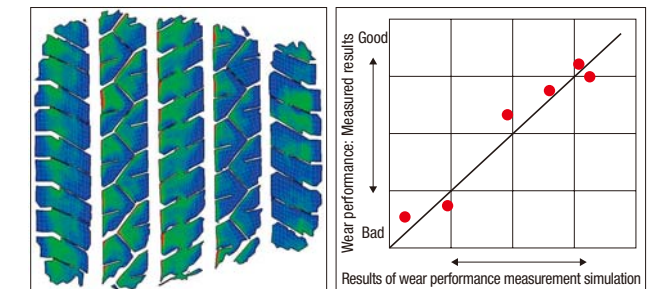 Good
Wear performance: Measured results
Bad
Results of wear performance measurement simulation